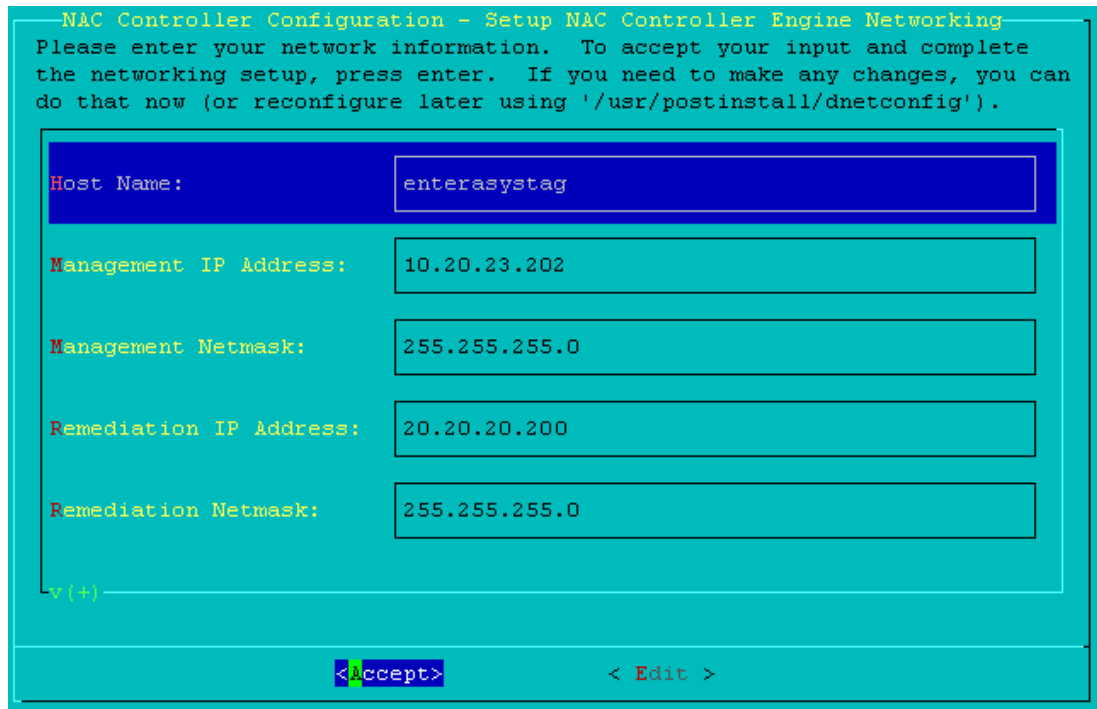 NAC Controller Configuration - Setup NAC Controller Engine Networking
Please enter your network information.  To accept your input and complete
the networking setup, press enter.  If you need to make any changes, you can
do that now (or reconfigure later using '/usr/postinstall/dnetconfig').
Host Name: enterasystag
Management IP Address: 10.20.23.202
Management Netmask: 255.255.255.0
Remediation IP Address: 20.20.20.200
Remediation Netmask: 255.255.255.0
v(+)
<Accept> < Edit >